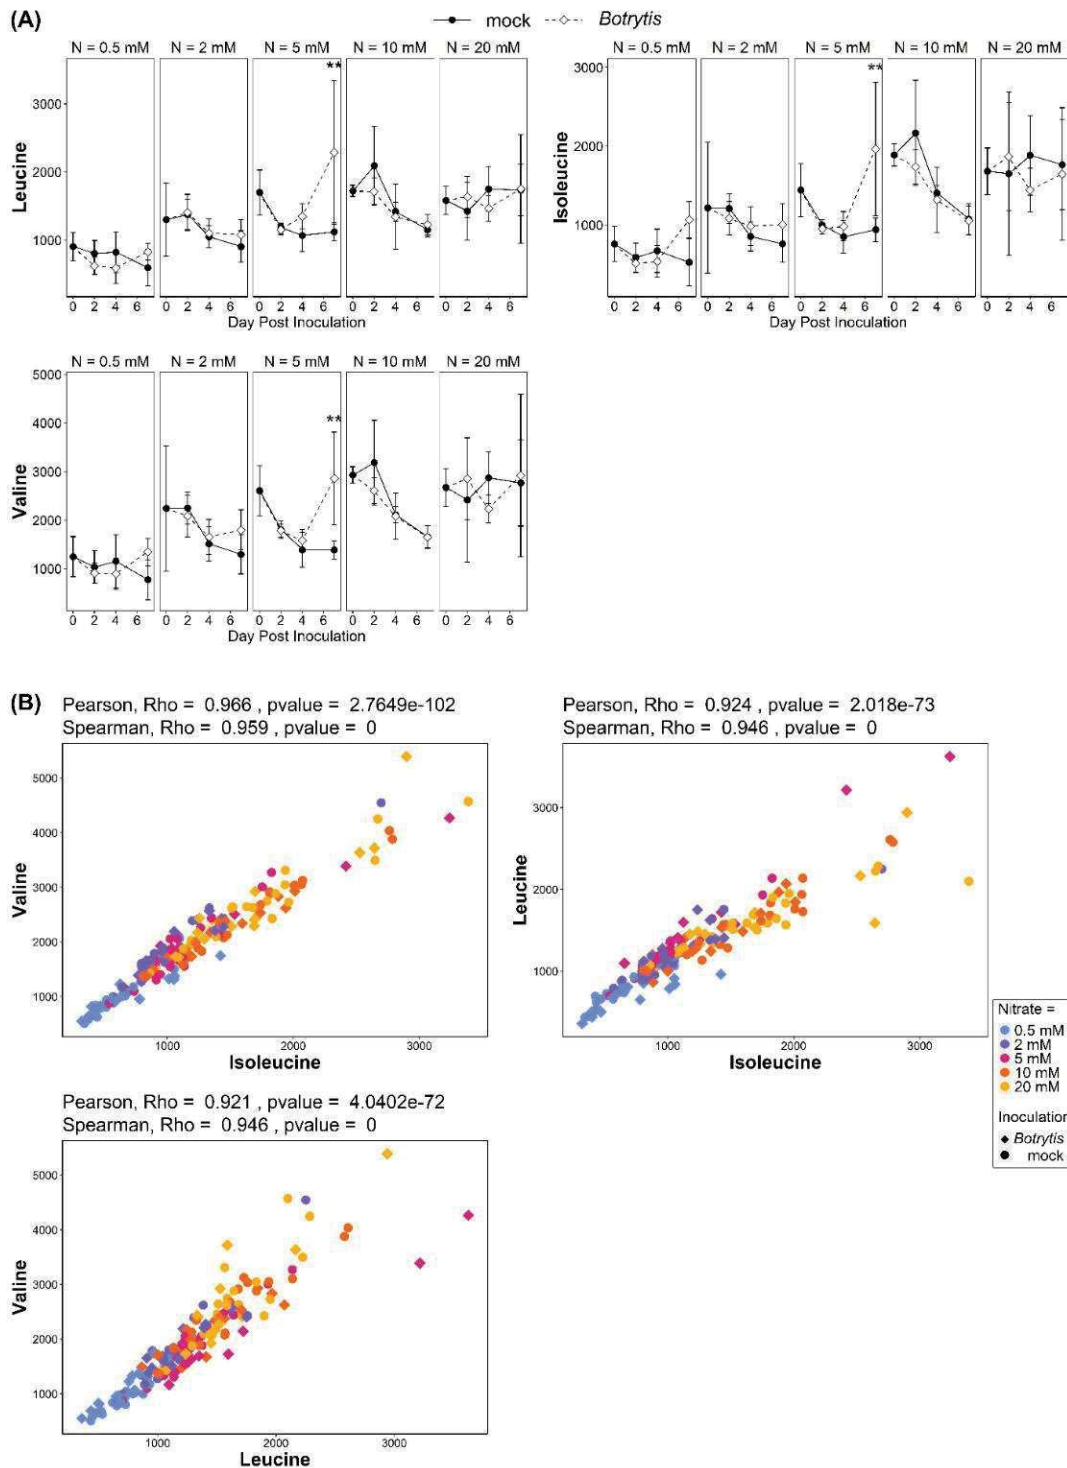 (A)
mock Botrytis
N = 0.5 mM N = 2 mM N = 5 mM N = 10 mM N = 20 mM
Leucine
3000
2000
1000
**
0 2 4 6 0 2 4 6 0 2 4 6 0 2 4 6 0 2 4 6
Day Post Inoculation
N = 0.5 mM N = 2 mM N = 5 mM N = 10 mM N = 20 mM
Isoleucine
3000
2000
1000
**
0 2 4 6 0 2 4 6 0 2 4 6 0 2 4 6 0 2 4 6
Day Post Inoculation
N = 0.5 mM N = 2 mM N = 5 mM N = 10 mM N = 20 mM
Valine
5000
4000
3000
2000
1000
**
0 2 4 6 0 2 4 6 0 2 4 6 0 2 4 6 0 2 4 6
Day Post Inoculation
(B)
Pearson, Rho = 0.966 , pvalue = 2.7649e-102
Spearman, Rho = 0.959 , pvalue = 0
Valine
5000
4000
3000
2000
1000
1000 2000 3000
Isoleucine
Pearson, Rho = 0.924 , pvalue = 2.018e-73
Spearman, Rho = 0.946 , pvalue = 0
Leucine
3000
2000
1000
1000 2000 3000
Isoleucine
Pearson, Rho = 0.921 , pvalue = 4.0402e-72
Spearman, Rho = 0.946 , pvalue = 0
Valine
5000
4000
3000
2000
1000
1000 2000 3000
Leucine
Nitrate =
0.5 mM
2 mM
5 mM
10 mM
20 mM
Inoculation
Botrytis
mock